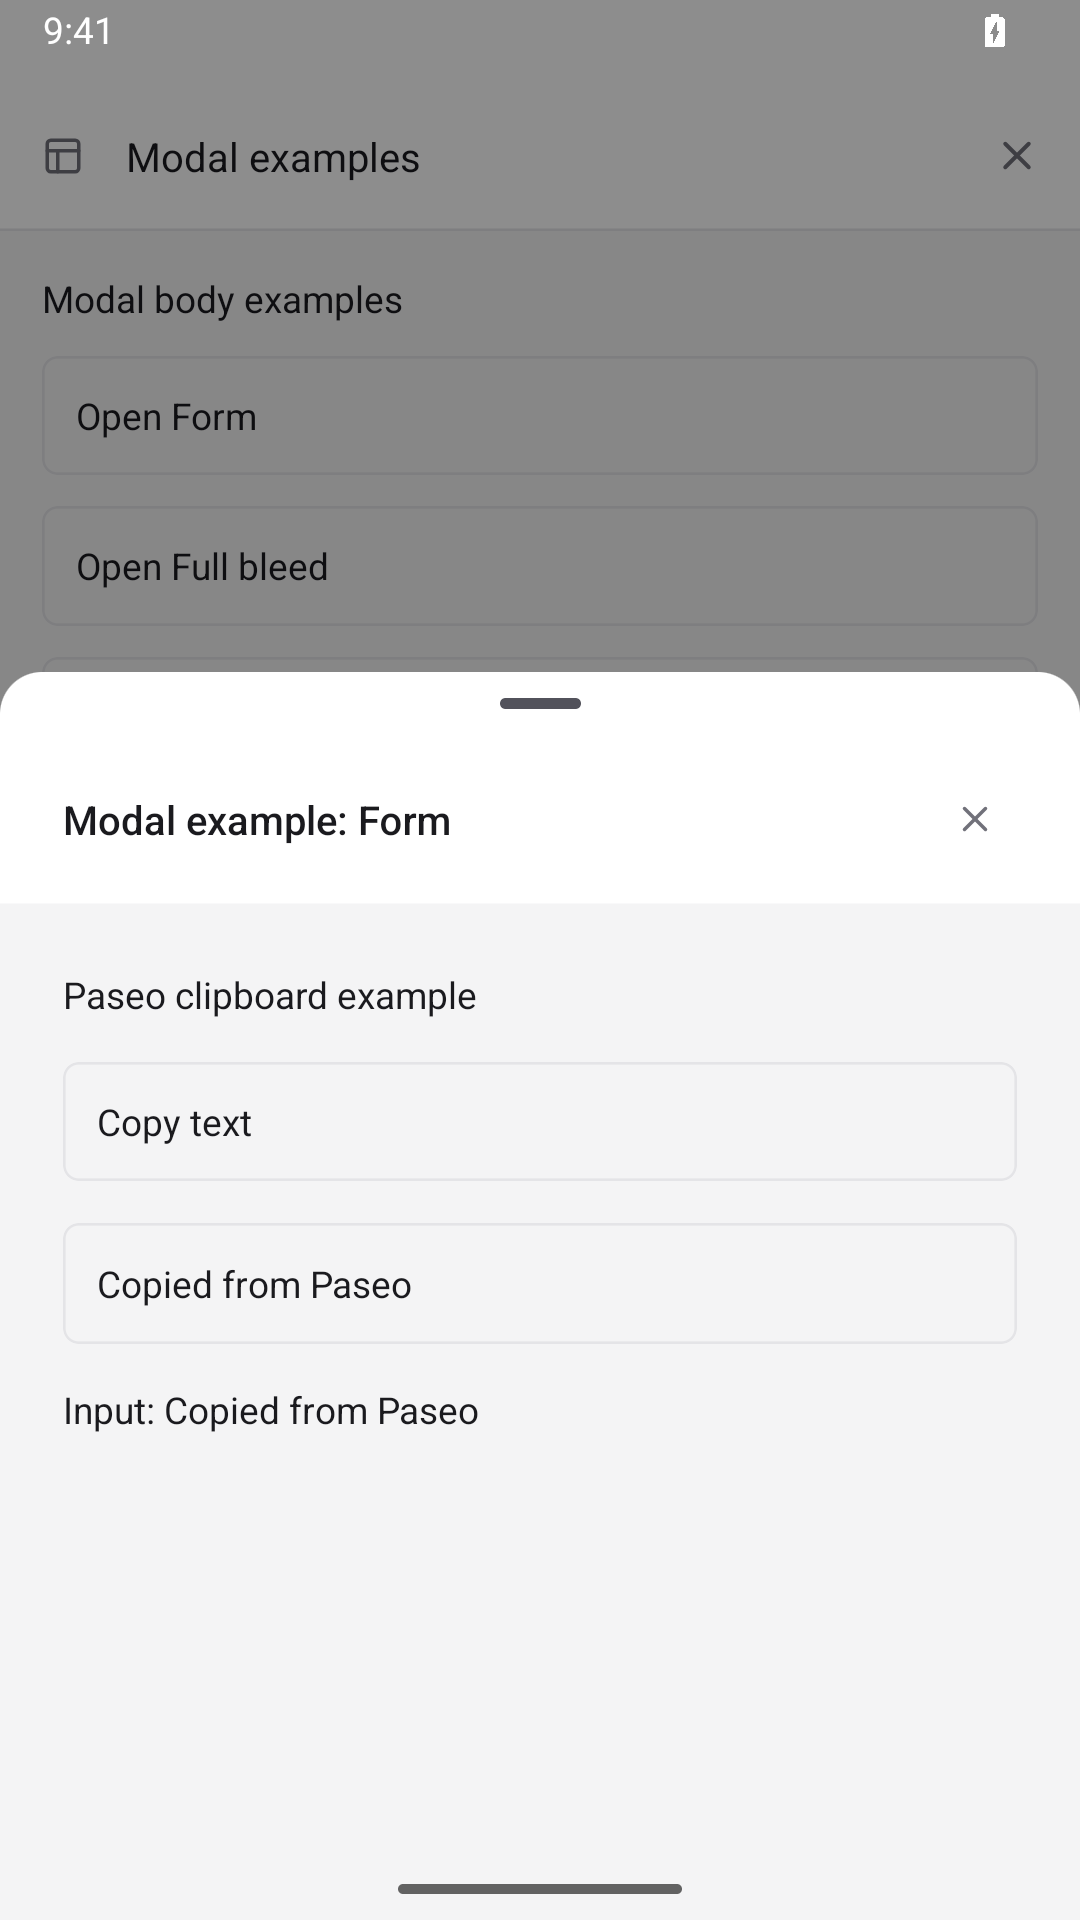 9:41
Modal examples
Modal body examples
Open Form
Open Full bleed
Modal example: Form
Paseo clipboard example
Copy text
Copied from Paseo
Input: Copied from Paseo